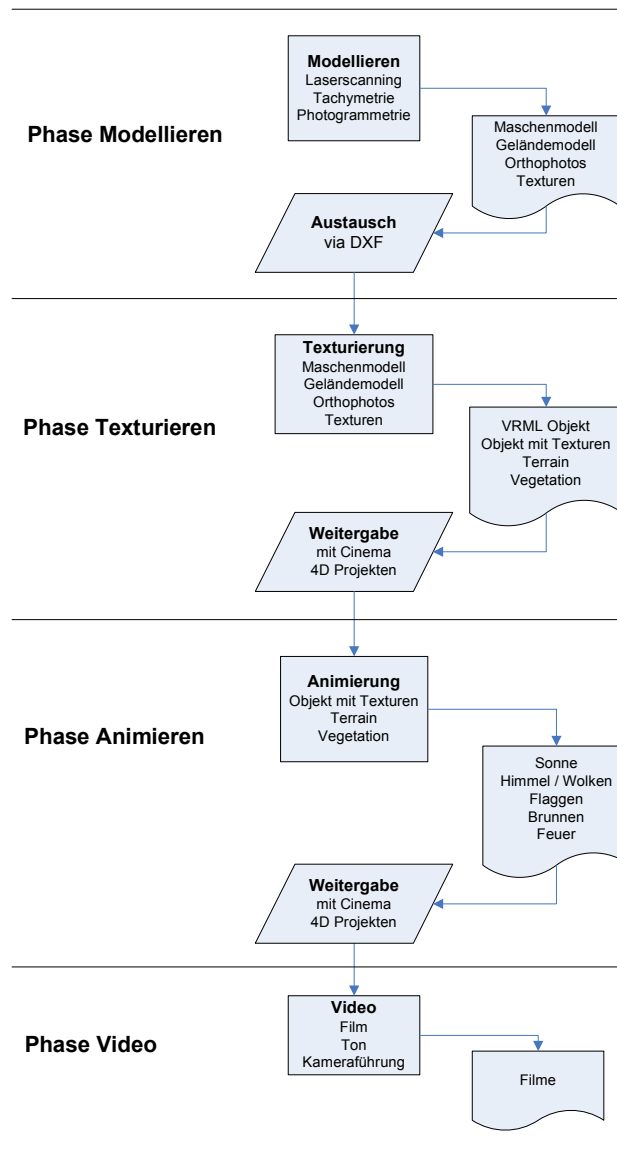 Phase Modellieren
Modellieren
Laserscanning
Tachymetrie
Photogrammetrie
Maschenmodell
Geländemodell
Orthophotos
Texturen
Austausch
via DXF
Phase Texturieren
Texturierung
Maschenmodell
Geländemodell
Orthophotos
Texturen
VRML Objekt
Objekt mit Texturen
Terrain
Vegetation
Weitergabe
mit Cinema
4D Projekten
Phase Animieren
Animierung
Objekt mit Texturen
Terrain
Vegetation
Sonne
Himmel / Wolken
Flaggen
Brunnen
Feuer
Weitergabe
mit Cinema
4D Projekten
Phase Video
Video
Film
Ton
Kameraführung
Filme